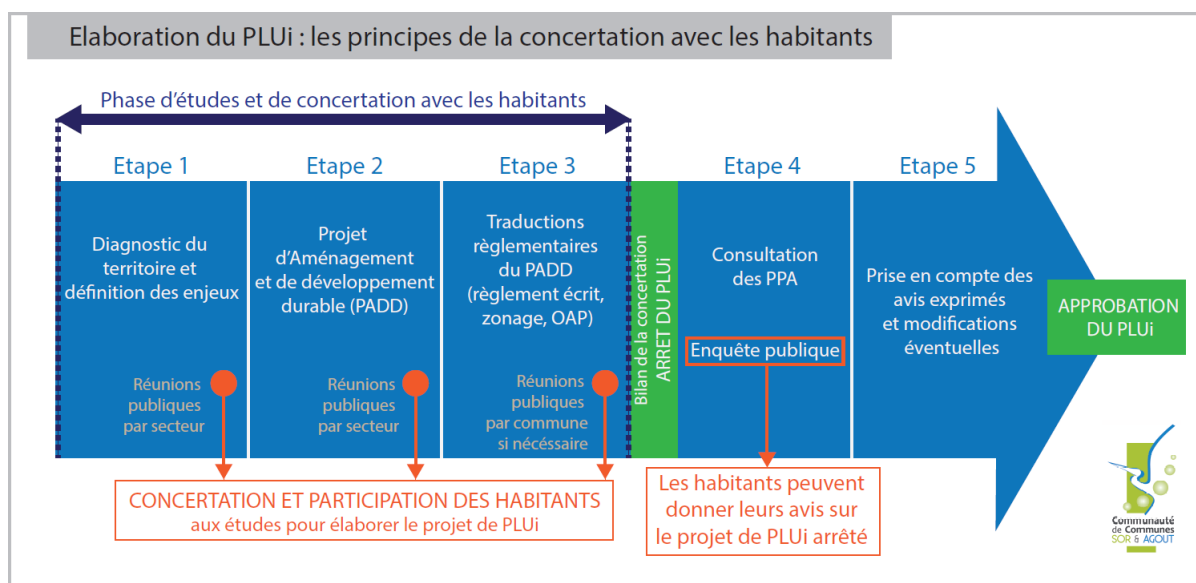 Elaboration du PLUi : les principes de la concertation avec les habitants
Phase d'études et de concertation avec les habitants
Etape 1
Etape 2
Etape 3
Etape 4
Etape 5
Diagnostic du
territoire et
définition des enjeux
Réunions
publiques
par secteur
Projet
d'Aménagement
et de développement
durable (PADD)
Réunions
publiques
par secteur
Traductions
règlementaires
du PADD
(règlement écrit,
zonage, OAP)
Réunions
publiques
par commune
si nécéssaire
Bilan de la concertation
ARRET DU PLUi
Consultation
des PPA
Enquête publique
Prise en compte des
avis exprimés
et modifications
éventuelles
APPROBATION
DU PLUi
CONCERTATION ET PARTICIPATION DES HABITANTS
aux études pour élaborer le projet de PLUi
Les habitants peuvent
donner leurs avis sur
le projet de PLUi arrêté
Communauté
de Communes
SOR & AGOUT